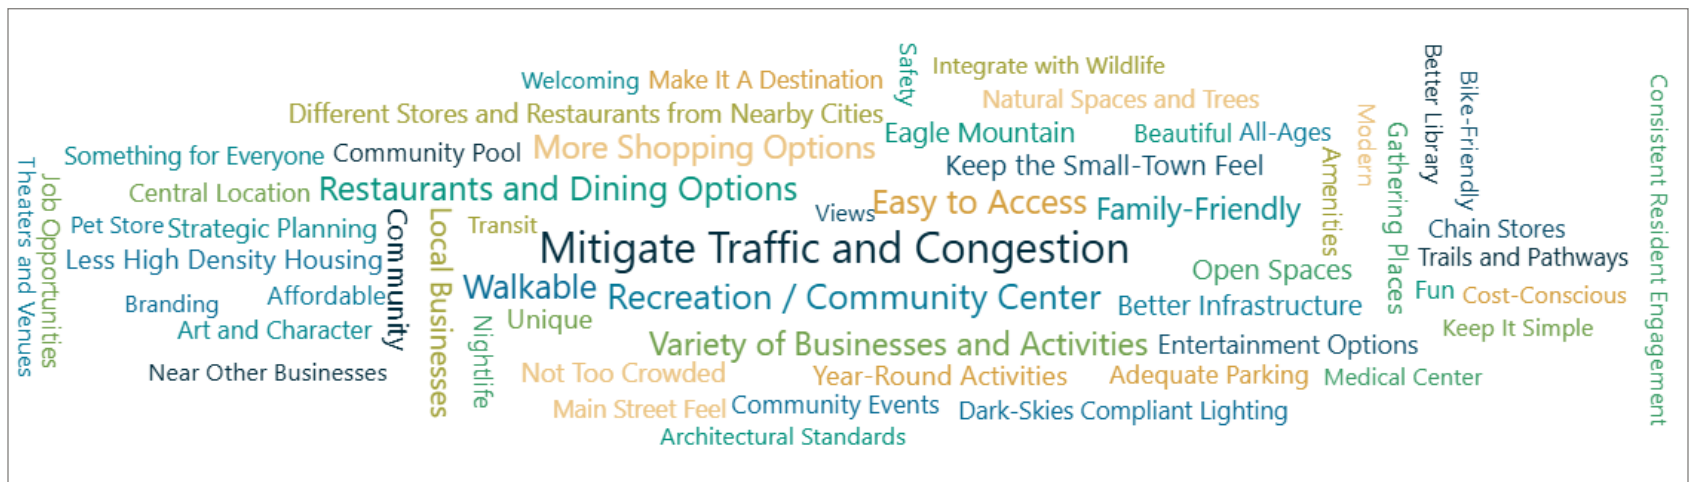 Welcoming
Make It A Destination
Safety
Integrate with Wildlife
Better Library
Bike-Friendly
Consistent Resident Engagement
Different Stores and Restaurants from Nearby Cities
Natural Spaces and Trees
Modern
Something for Everyone
Community Pool
More Shopping Options
Eagle Mountain
Beautiful
All-Ages
Gathering Places
Amenities
Theaters and Venues
Job Opportunities
Central Location
Restaurants and Dining Options
Keep the Small-Town Feel
Pet Store
Strategic Planning
Community
Local Businesses
Transit
Views
Easy to Access
Family-Friendly
Chain Stores
Less High Density Housing
Mitigate Traffic and Congestion
Open Spaces
Trails and Pathways
Branding
Affordable
Walkable
Recreation / Community Center
Better Infrastructure
Fun
Cost-Conscious
Art and Character
Nightlife
Unique
Variety of Businesses and Activities
Entertainment Options
Keep It Simple
Near Other Businesses
Not Too Crowded
Year-Round Activities
Adequate Parking
Medical Center
Main Street Feel
Community Events
Dark-Skies Compliant Lighting
Architectural Standards